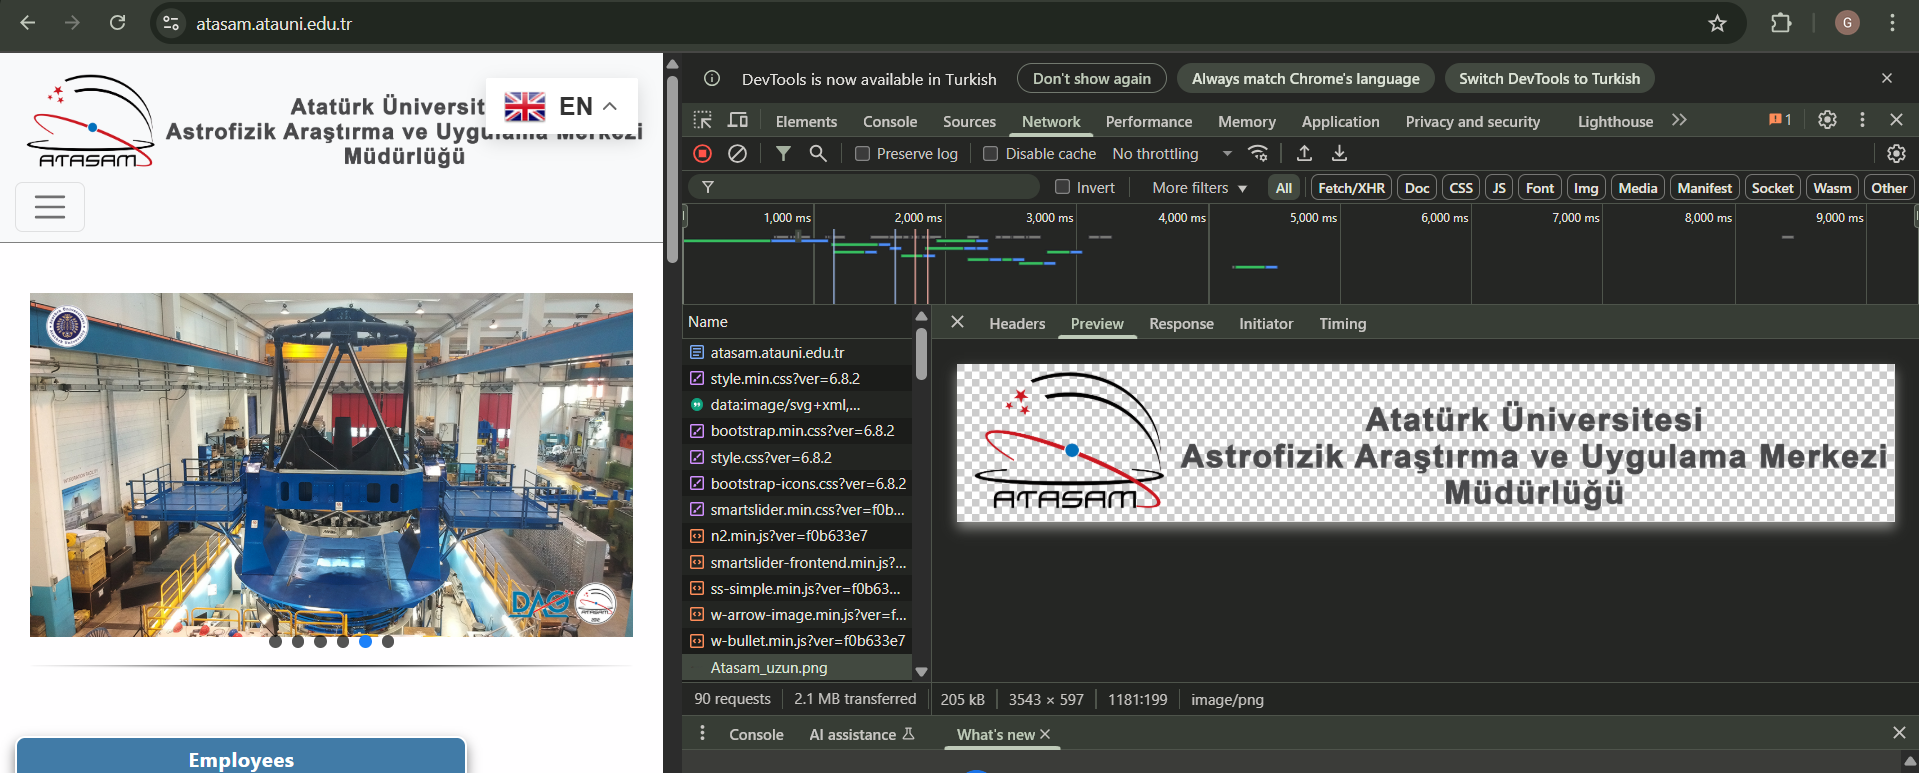 atasam.atauni.edu.tr
G
ATASAM
Atatürk Üniversitesi
Astrofizik Araştırma ve Uygulama Merkezi
Müdürlüğü
EN
DAG
ATASAM
Employees
DevTools is now available in Turkish
Don't show again
Always match Chrome's language
Switch DevTools to Turkish
Elements
Console
Sources
Network
Performance
Memory
Application
Privacy and security
Lighthouse
1
Preserve log
Disable cache
No throttling
Invert
More filters
All
Fetch/XHR
Doc
CSS
JS
Font
Img
Media
Manifest
Socket
Wasm
Other
1,000 ms
2,000 ms
3,000 ms
4,000 ms
5,000 ms
6,000 ms
7,000 ms
8,000 ms
9,000 ms
Name
atasam.atauni.edu.tr
style.min.css?ver=6.8.2
data:image/svg+xml,...
bootstrap.min.css?ver=6.8.2
style.css?ver=6.8.2
bootstrap-icons.css?ver=6.8.2
smartslider.min.css?ver=f0b...
n2.min.js?ver=f0b633e7
smartslider-frontend.min.js?...
ss-simple.min.js?ver=f0b63...
w-arrow-image.min.js?ver=f...
w-bullet.min.js?ver=f0b633e7
Atasam_uzun.png
90 requests
2.1 MB transferred
Headers
Preview
Response
Initiator
Timing
ATASAM
Atatürk Üniversitesi
Astrofizik Araştırma ve Uygulama Merkezi
Müdürlüğü
205 kB
3543 × 597
1181:199
image/png
Console
AI assistance
What's new